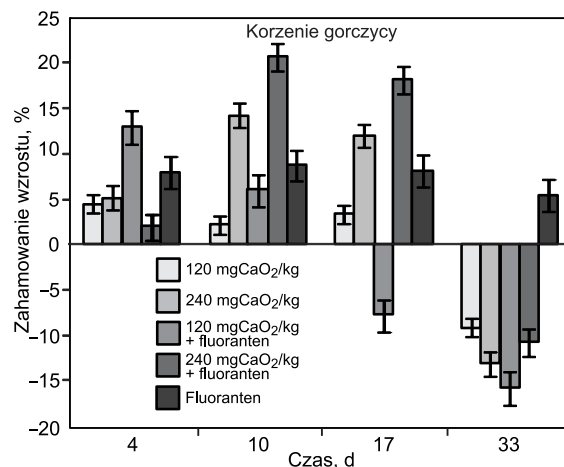 Korzenie gorczycy
Zahamowanie wzrostu, %
25
20
15
10
5
0
–5
–10
–15
–20
120 mgCaO₂/kg
240 mgCaO₂/kg
120 mgCaO₂/kg
+ fluoranten
240 mgCaO₂/kg
+ fluoranten
Fluoranten
4 10 17 33
Czas, d